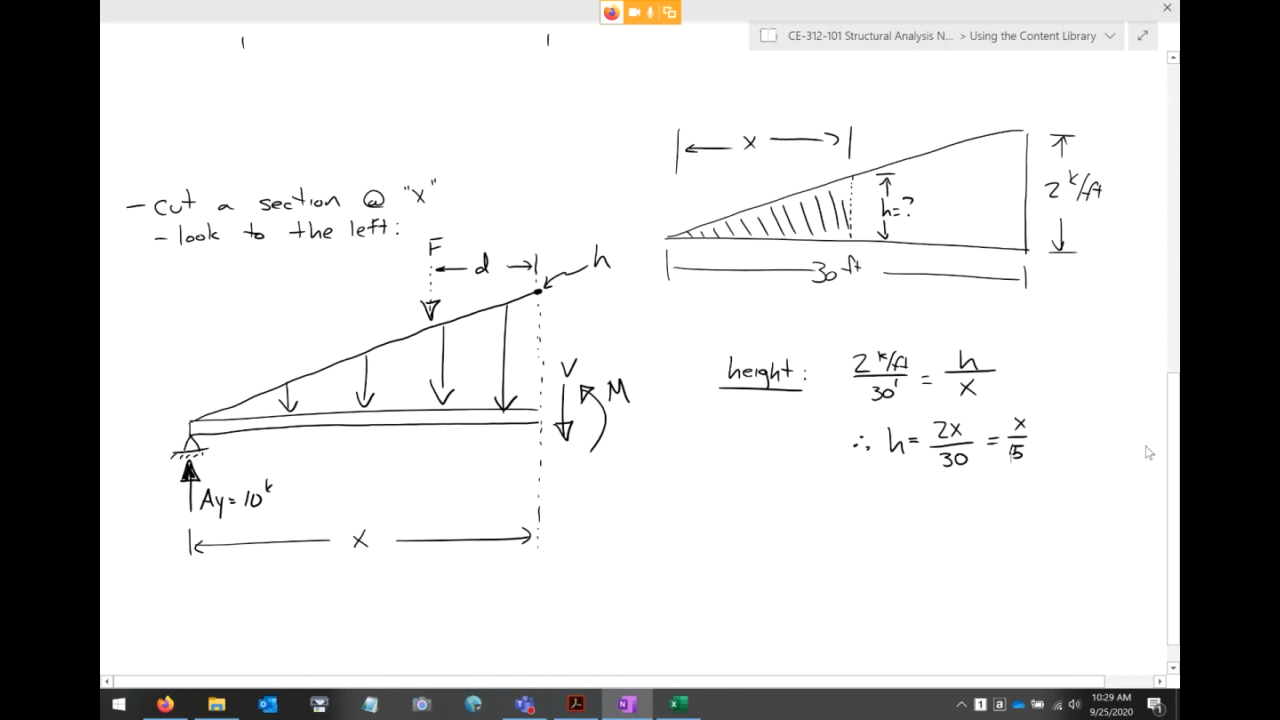 CE-312-101 Structural Analysis N... > Using the Content Library
- cut a section @ "x"
- look to the left:
F
d
h
V
M
Ay = 10ᵏ
x
x
h=?
2 ᵏ/ft
30 ft
height:
2 ᵏ/ft / 30' = h / x
∴ h = 2x / 30 = x / 15
10:29 AM
9/25/2020